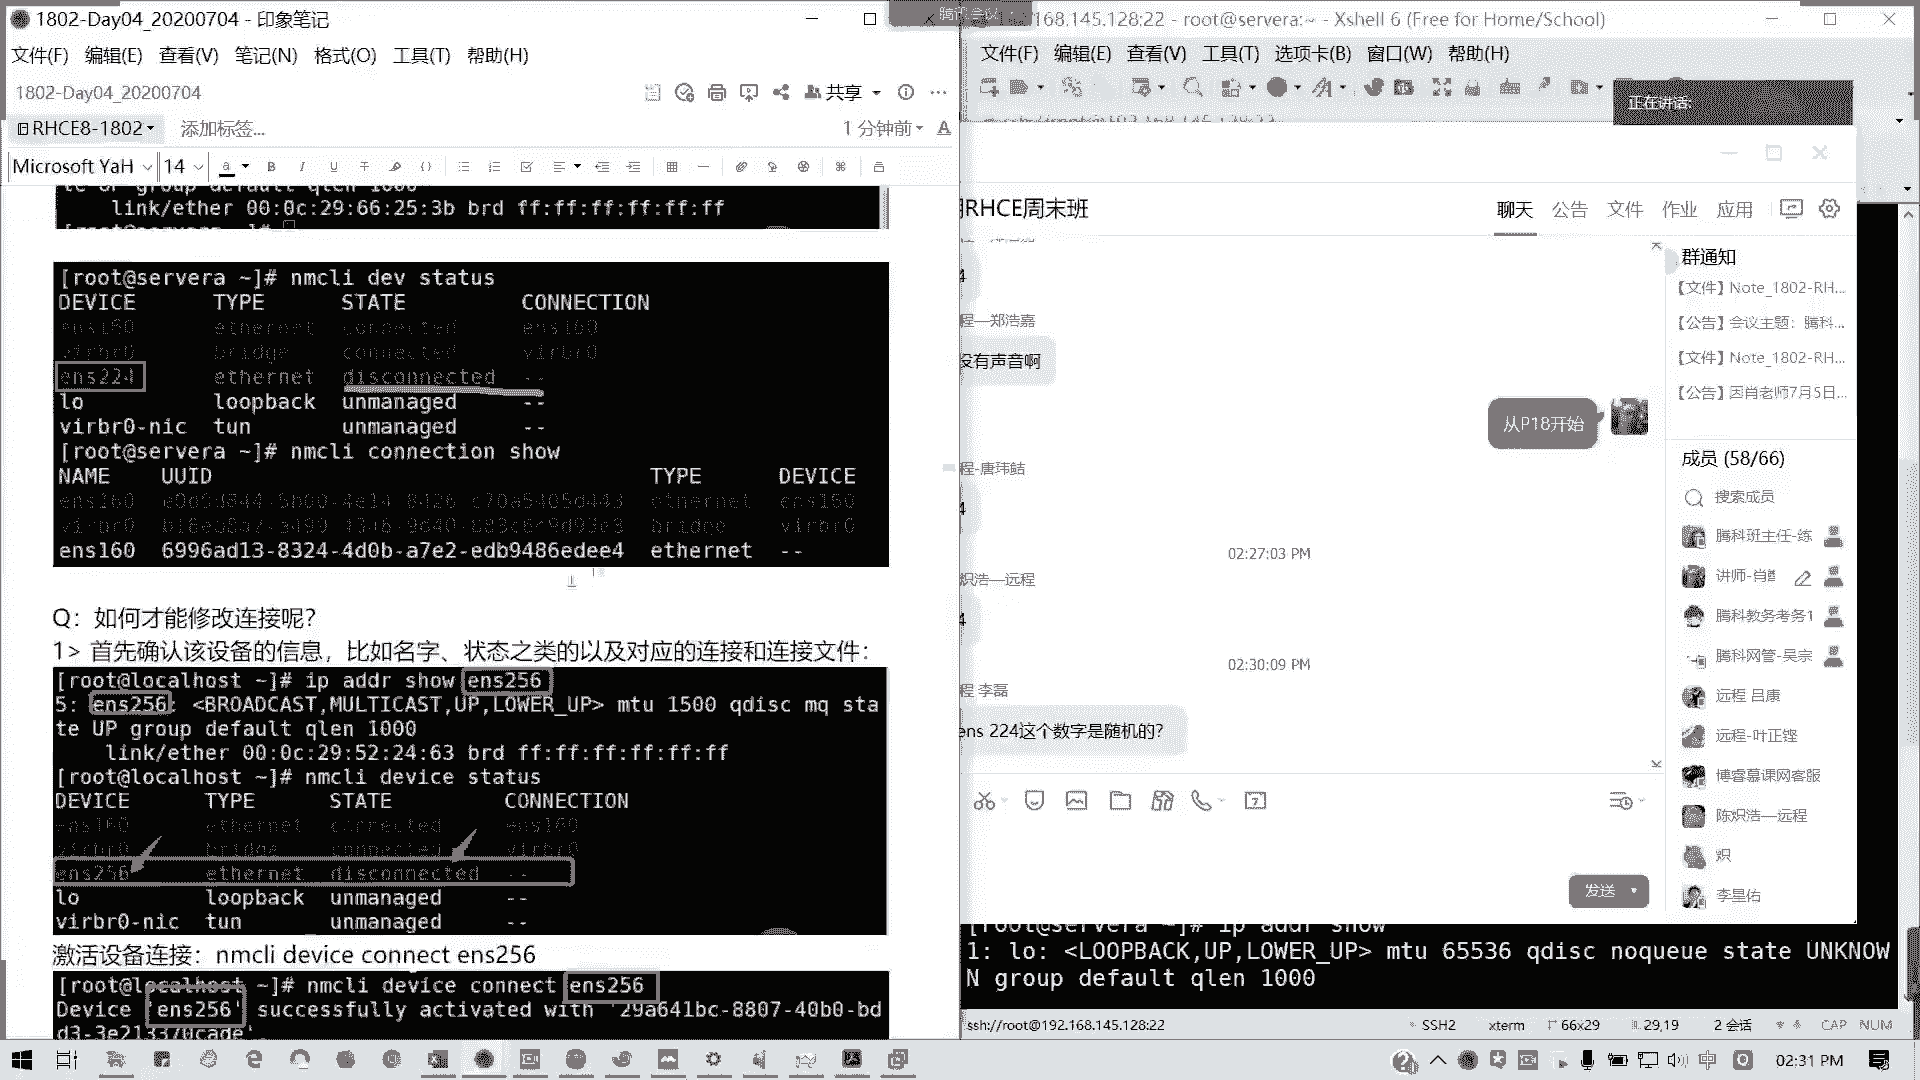 1802-Day04_20200704 - 印象笔记
文件(F) 编辑(E) 查看(V) 笔记(N) 格式(O) 工具(T) 帮助(H)
1802-Day04_20200704
共享
RHCE8-1802 添加标签...
1 分钟前
Microsoft YaH 14
link/ether 00:0c:29:66:25:3b brd ff:ff:ff:ff:ff:ff
[root@servera ~]# nmcli dev status
DEVICE TYPE STATE CONNECTION
ens160 ethernet connected ens160
virbr0 bridge connected virbr0
ens224 ethernet disconnected --
lo loopback unmanaged --
virbr0-nic tun unmanaged --
[root@servera ~]# nmcli connection show
NAME UUID TYPE DEVICE
ens160 ethernet ens160
virbr0 bridge virbr0
ens160 6996ad13-8324-4d0b-a7e2-edb9486edee4 ethernet --
Q：如何才能修改连接呢？
1> 首先确认该设备的信息，比如名字、状态之类的以及对应的连接和连接文件：
[root@localhost ~]# ip addr show ens256
5: ens256: <BROADCAST,MULTICAST,UP,LOWER_UP> mtu 1500 qdisc mq sta
te UP group default qlen 1000
link/ether 00:0c:29:52:24:63 brd ff:ff:ff:ff:ff:ff
[root@localhost ~]# nmcli device status
DEVICE TYPE STATE CONNECTION
ens160 ethernet connected ens160
virbr0 bridge connected virbr0
ens256 ethernet disconnected --
lo loopback unmanaged --
virbr0-nic tun unmanaged --
激活设备连接：nmcli device connect ens256
[root@localhost ~]# nmcli device connect ens256
Device 'ens256' successfully activated with '29a641bc-8807-40b0-bd
d3-3e213370cade'
腾讯会议
168.145.128:22 - root@servera:~ - Xshell 6 (Free for Home/School)
文件(F) 编辑(E) 查看(V) 工具(T) 选项卡(B) 窗口(W) 帮助(H)
正在讲话:
RHCE周末班
聊天 公告 文件 作业 应用
程—郑浩嘉
没有声音啊
从P18开始
02:27:03 PM
炽浩—远程
02:30:09 PM
程 李磊
ens 224这个数字是随机的?
发送
群通知
【文件】Note_1802-RH...
【公告】会议主题：腾科...
【文件】Note_1802-RH...
【公告】因肖老师7月5日...
成员 (58/66)
搜索成员
腾科班主任-练
讲师-肖
腾科教务考务1
腾科网管-吴宗
远程 吕康
远程-叶正铿
博睿慕课网客服
陈炽浩—远程
炽
李星佑
[root@servera ~]# ip addr show
1: lo: <LOOPBACK,UP,LOWER_UP> mtu 65536 qdisc noqueue state UNKNOW
N group default qlen 1000
ssh://root@192.168.145.128:22 SSH2 xterm 66x29 29,19 2 会话 CAP NUM
中 02:31 PM